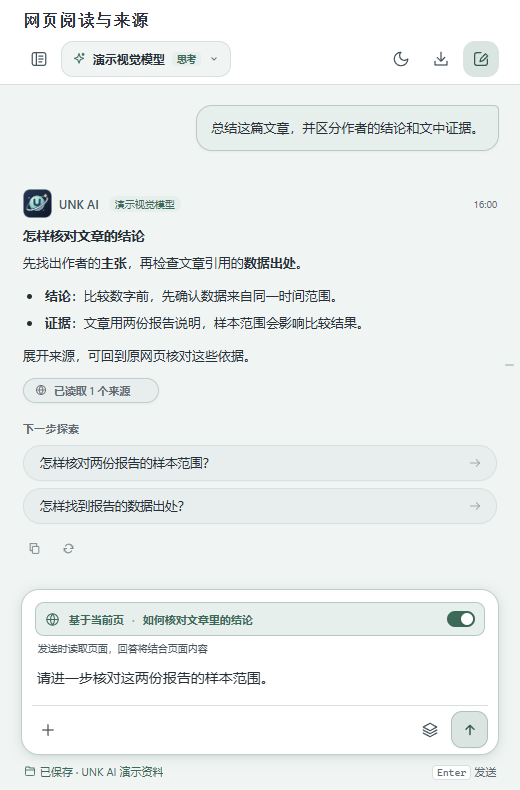 网页阅读与来源
演示视觉模型 思考
总结这篇文章，并区分作者的结论和文中证据。
UNK AI 演示视觉模型 16:00
怎样核对文章的结论
先找出作者的主张，再检查文章引用的数据出处。
• 结论：比较数字前，先确认数据来自同一时间范围。
• 证据：文章用两份报告说明，样本范围会影响比较结果。
展开来源，可回到原网页核对这些依据。
已读取 1 个来源
下一步探索
怎样核对两份报告的样本范围？
怎样找到报告的数据出处？
基于当前页 · 如何核对文章里的结论
发送时读取页面，回答将结合页面内容
请进一步核对这两份报告的样本范围。
已保存 · UNK AI 演示资料 Enter 发送